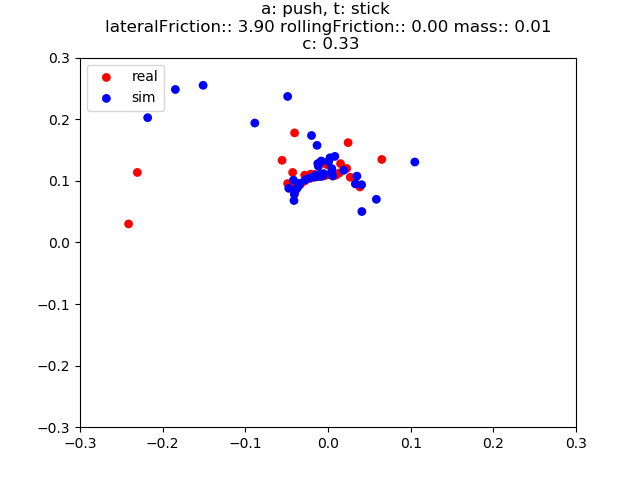 a: push, t: stick
lateralFriction:: 3.90 rollingFriction:: 0.00 mass:: 0.01
c: 0.33
real
sim
0.3
0.2
0.1
0.0
−0.1
−0.2
−0.3
−0.3 −0.2 −0.1 0.0 0.1 0.2 0.3